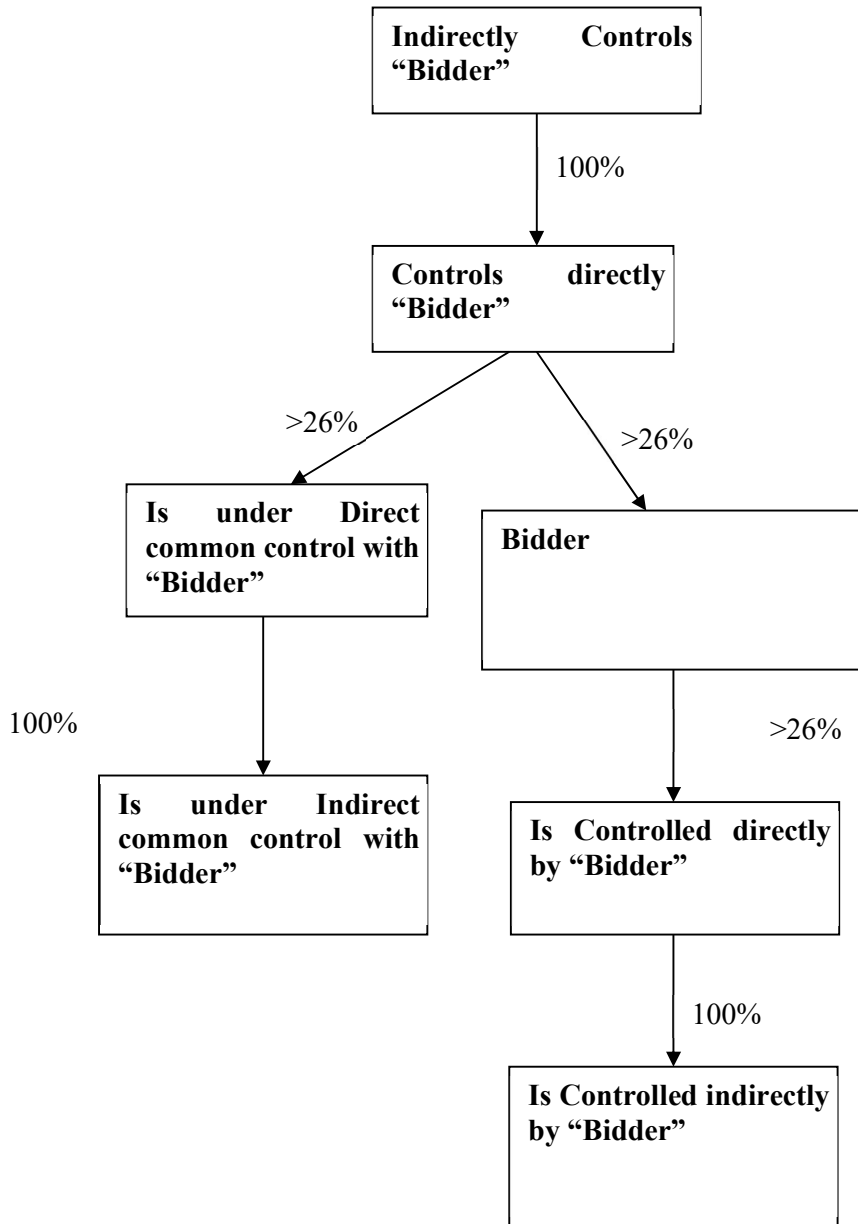 Indirectly Controls
“Bidder”
100%
Controls directly
“Bidder”
>26%
>26%
Is under Direct
common control with
“Bidder”
Bidder
100%
>26%
Is under Indirect
common control with
“Bidder”
Is Controlled directly
by “Bidder”
100%
Is Controlled indirectly
by “Bidder”